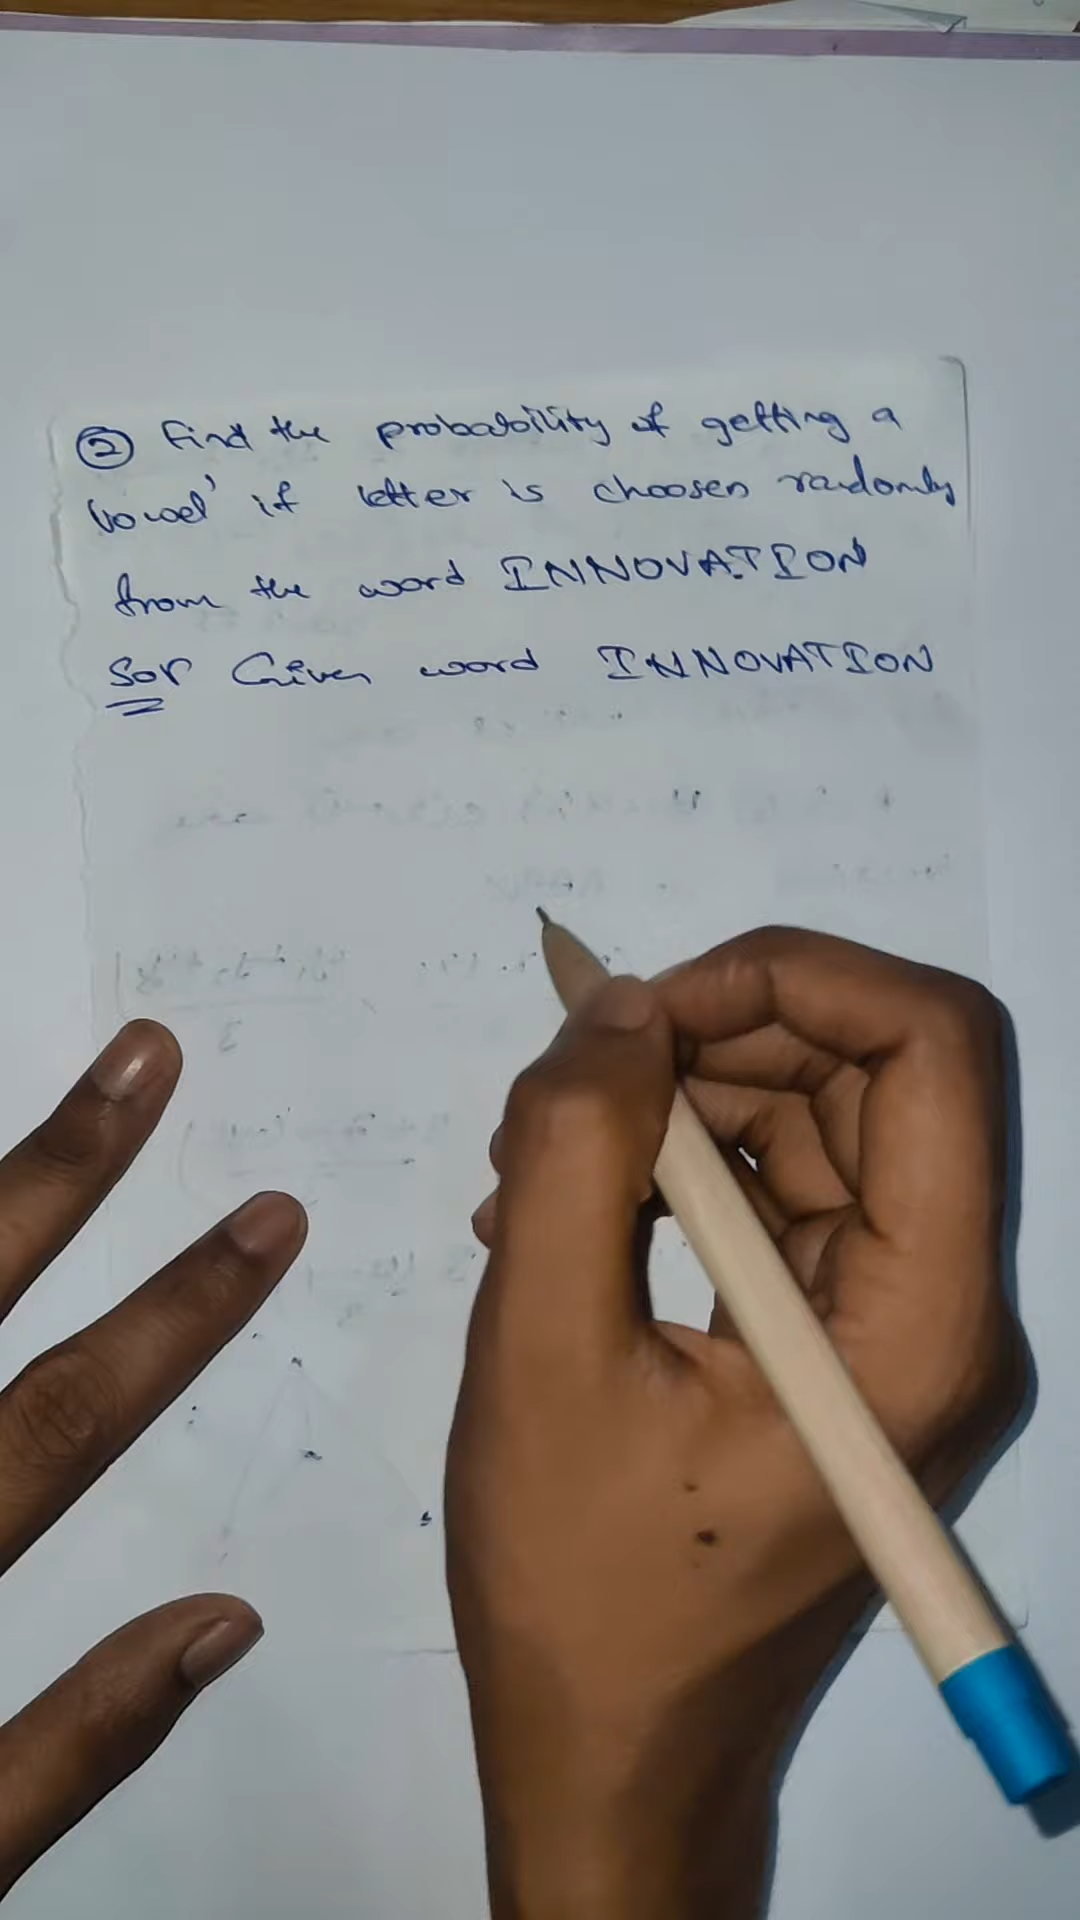 ② Find the probability of getting a
vowel' if letter is choosen randomly
from the word INNOVATION
Sol Given word INNOVATION
3